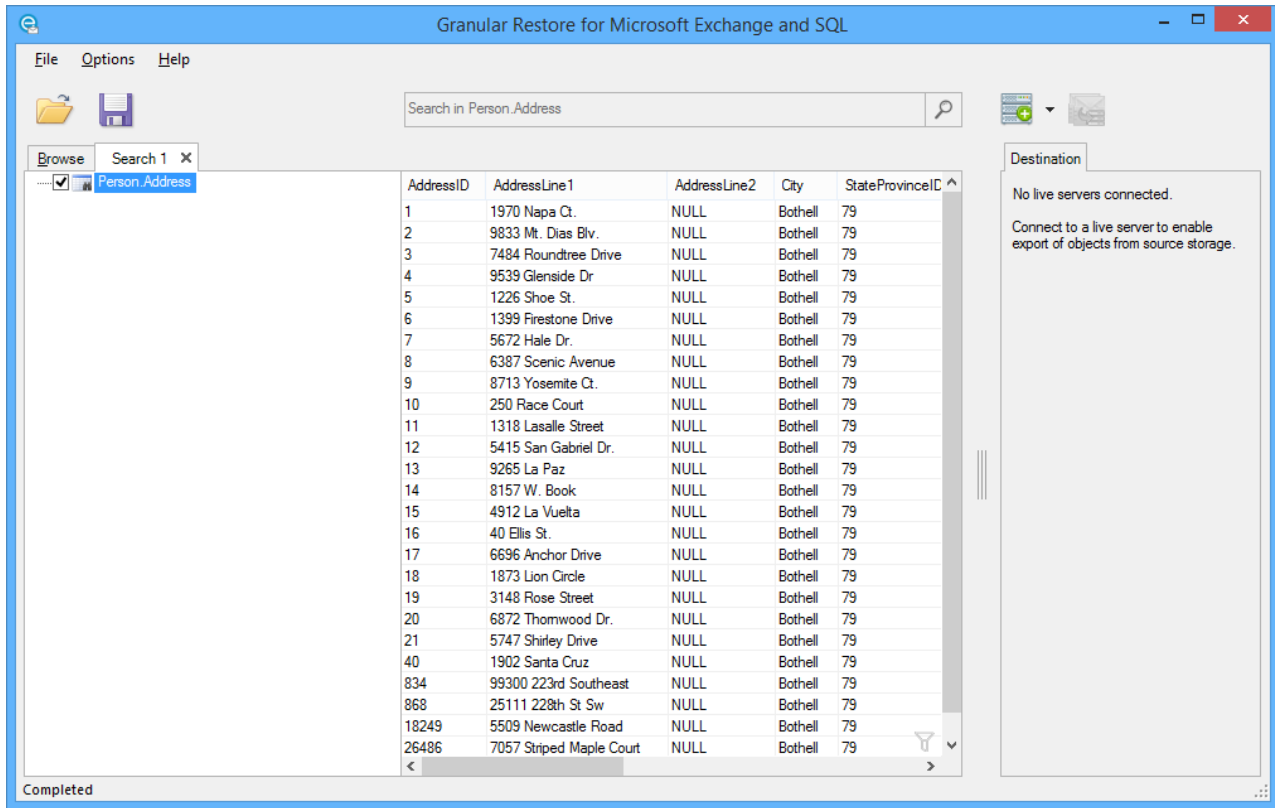 Granular Restore for Microsoft Exchange and SQL
File Options Help
Search in Person.Address
Browse Search 1
Person.Address
AddressID AddressLine1 AddressLine2 City StateProvinceID
1 1970 Napa Ct. NULL Bothell 79
2 9833 Mt. Dias Blv. NULL Bothell 79
3 7484 Roundtree Drive NULL Bothell 79
4 9539 Glenside Dr NULL Bothell 79
5 1226 Shoe St. NULL Bothell 79
6 1399 Firestone Drive NULL Bothell 79
7 5672 Hale Dr. NULL Bothell 79
8 6387 Scenic Avenue NULL Bothell 79
9 8713 Yosemite Ct. NULL Bothell 79
10 250 Race Court NULL Bothell 79
11 1318 Lasalle Street NULL Bothell 79
12 5415 San Gabriel Dr. NULL Bothell 79
13 9265 La Paz NULL Bothell 79
14 8157 W. Book NULL Bothell 79
15 4912 La Vuelta NULL Bothell 79
16 40 Ellis St. NULL Bothell 79
17 6696 Anchor Drive NULL Bothell 79
18 1873 Lion Circle NULL Bothell 79
19 3148 Rose Street NULL Bothell 79
20 6872 Thornwood Dr. NULL Bothell 79
21 5747 Shirley Drive NULL Bothell 79
40 1902 Santa Cruz NULL Bothell 79
834 99300 223rd Southeast NULL Bothell 79
868 25111 228th St Sw NULL Bothell 79
18249 5509 Newcastle Road NULL Bothell 79
26486 7057 Striped Maple Court NULL Bothell 79
Destination
No live servers connected.
Connect to a live server to enable
export of objects from source storage.
Completed